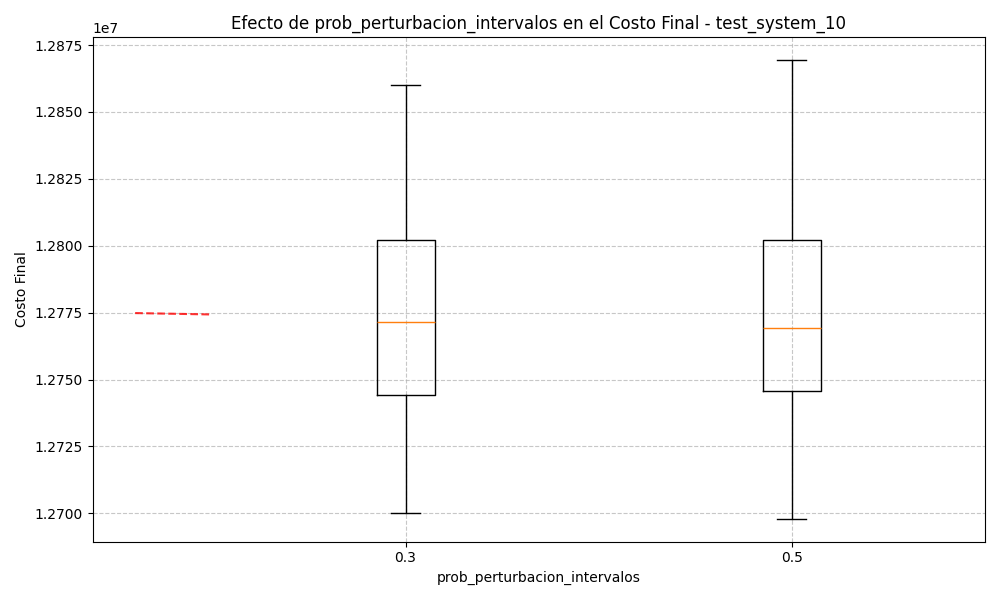 Efecto de prob_perturbacion_intervalos en el Costo Final - test_system_10
1e7
1.2875
1.2850
1.2825
1.2800
1.2775
1.2750
1.2725
1.2700
Costo Final
0.3
0.5
prob_perturbacion_intervalos